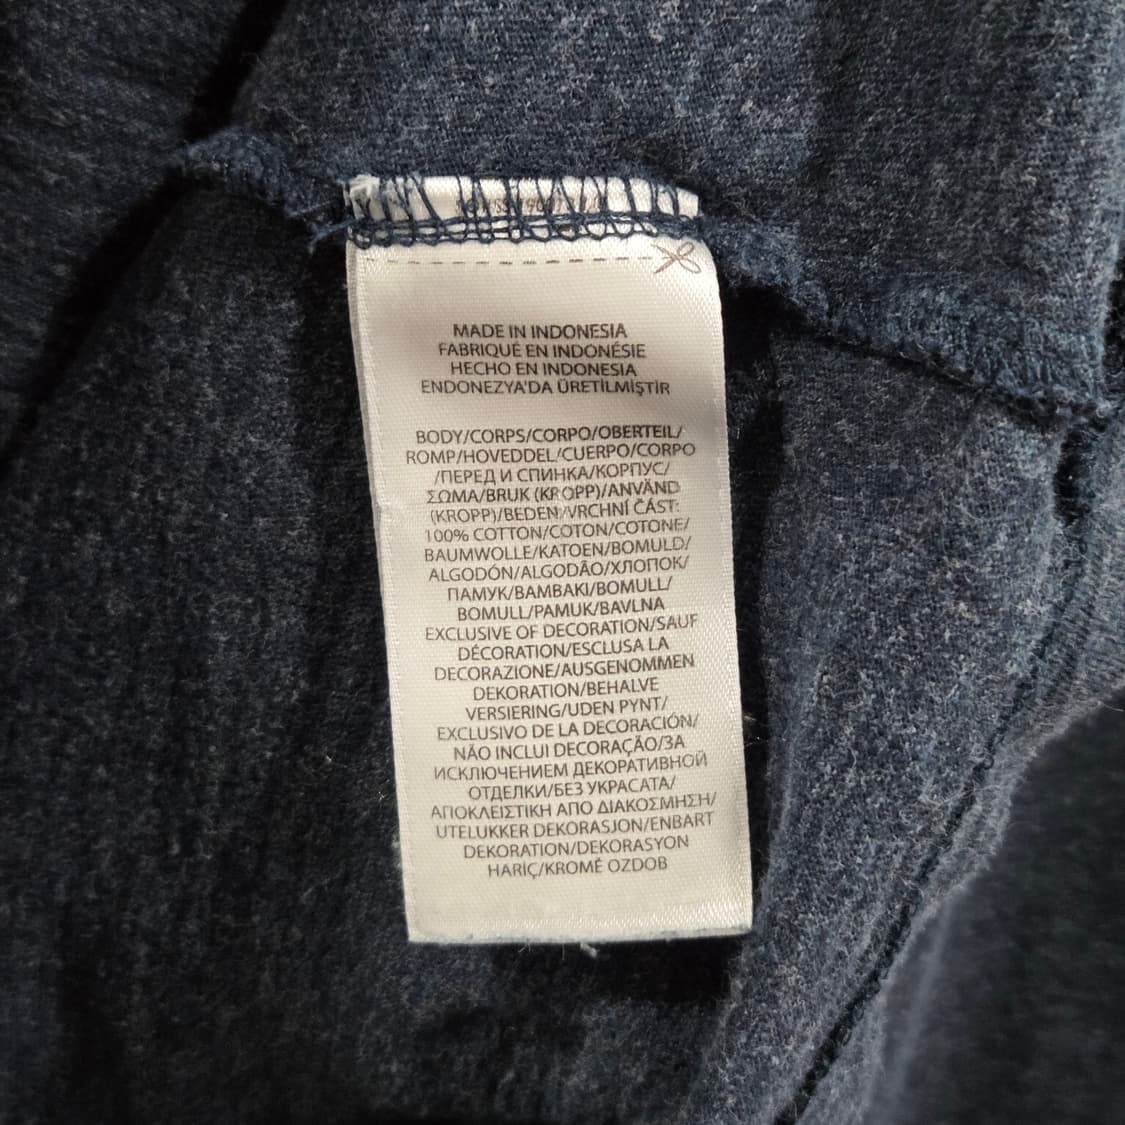 MADE IN INDONESIA
FABRIQUÉ EN INDONÉSIE
HECHO EN INDONESIA
ENDONEZYA'DA ÜRETİLMİŞTİR
BODY/CORPS/CORPO/OBERTEIL/
ROMP/HOVEDDEL/CUERPO/CORPO
/ПЕРЕД И СПИНКА/КОРПУС/
ΣΩΜΑ/BRUK (KROPP)/ANVÄND
(KROPP)/BEDEN/VRCHNÍ ČÁST:
100% COTTON/COTON/COTONE/
BAUMWOLLE/KATOEN/BOMULD/
ALGODÓN/ALGODÃO/ХЛОПОК/
ПАМУК/ΒΑΜΒΑΚΙ/BOMULL/
BOMULL/PAMUK/BAVLNA
EXCLUSIVE OF DECORATION/SAUF
DÉCORATION/ESCLUSA LA
DECORAZIONE/AUSGENOMMEN
DEKORATION/BEHALVE
VERSIERING/UDEN PYNT/
EXCLUSIVO DE LA DECORACIÓN/
NÃO INCLUI DECORAÇÃO/ЗА
ИСКЛЮЧЕНИЕМ ДЕКОРАТИВНОЙ
ОТДЕЛКИ/БЕЗ УКРАСАТА/
ΑΠΟΚΛΕΙΣΤΙΚΗ ΑΠΟ ΔΙΑΚΟΣΜΗΣΗ/
UTELUKKER DEKORASJON/ENBART
DEKORATION/DEKORASYON
HARİÇ/KROMĚ OZDOB